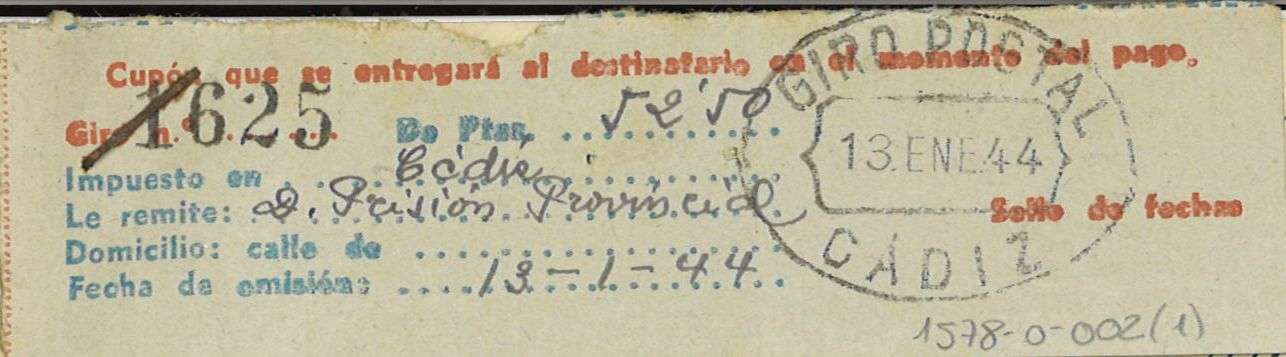 Cupón que se entregará al destinatario en el momento del pago.
Giro n.º 1625 De Ptas. 52'50
Impuesto en Cádiz
Le remite: D. Prisión Provincial
Domicilio: calle de
Fecha de emisión: 13-1-44
GIRO POSTAL
13.ENE.44
CÁDIZ
Sello de fechas
1578-0-002(1)